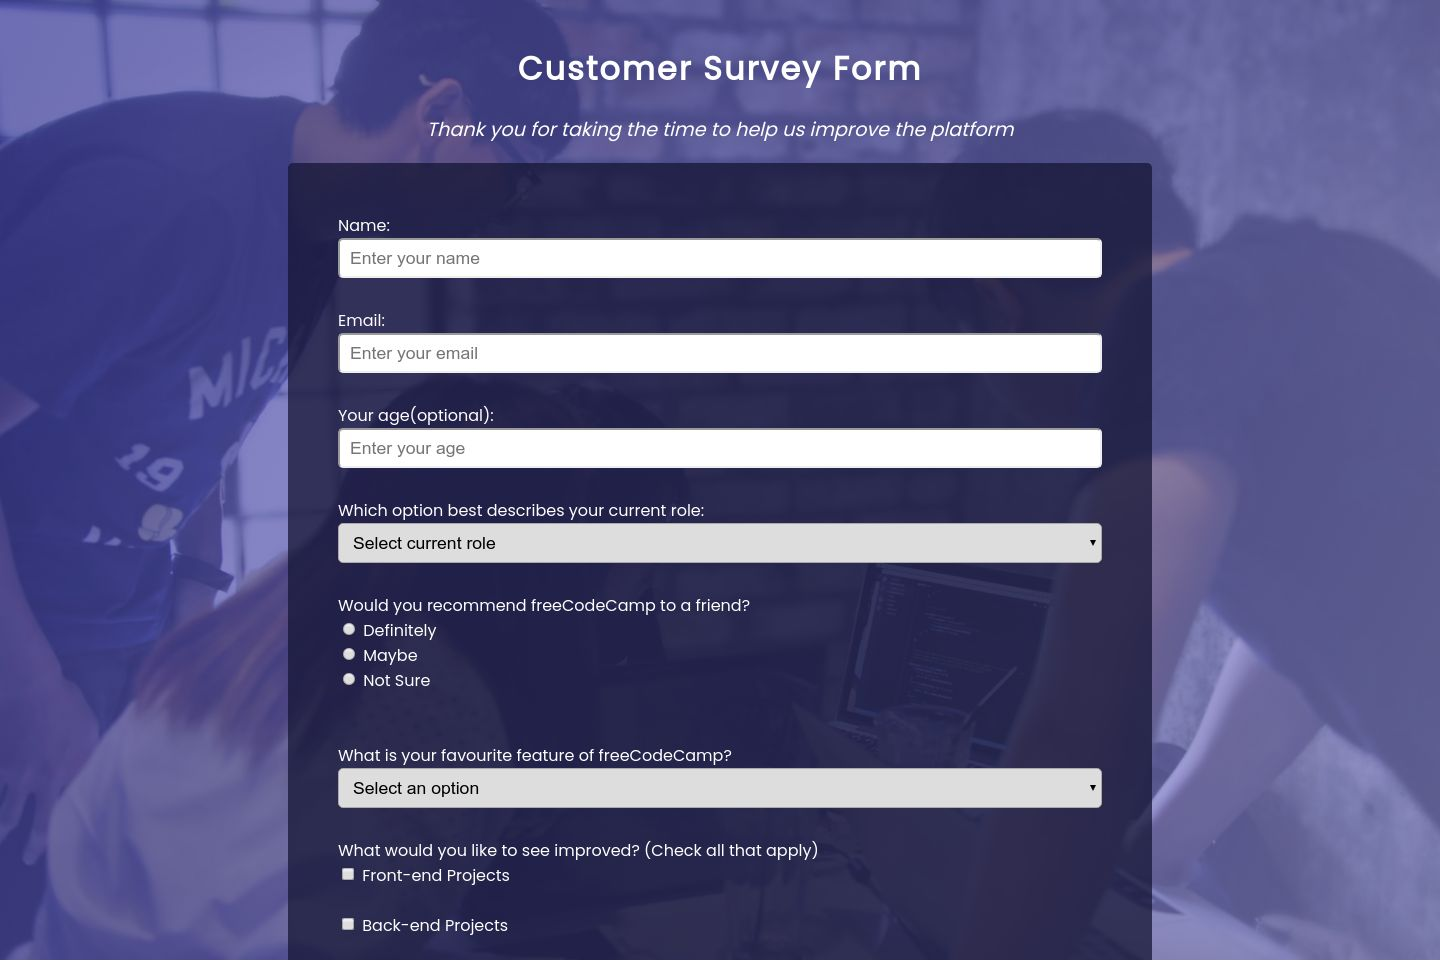 Customer Survey Form
Thank you for taking the time to help us improve the platform
Name:
Enter your name
Email:
Enter your email
Your age(optional):
Enter your age
Which option best describes your current role:
Select current role
Would you recommend freeCodeCamp to a friend?
Definitely
Maybe
Not Sure
What is your favourite feature of freeCodeCamp?
Select an option
What would you like to see improved? (Check all that apply)
Front-end Projects
Back-end Projects
19